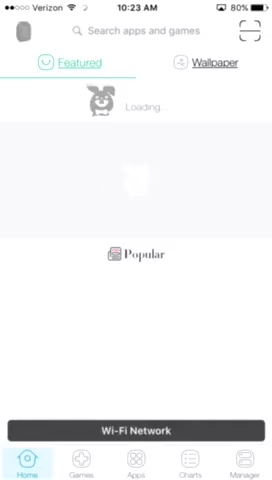 Verizon 10:23 AM 80%
Search apps and games
Featured Wallpaper
Loading...
Popular
Wi-Fi Network
Home Games Apps Charts Manager